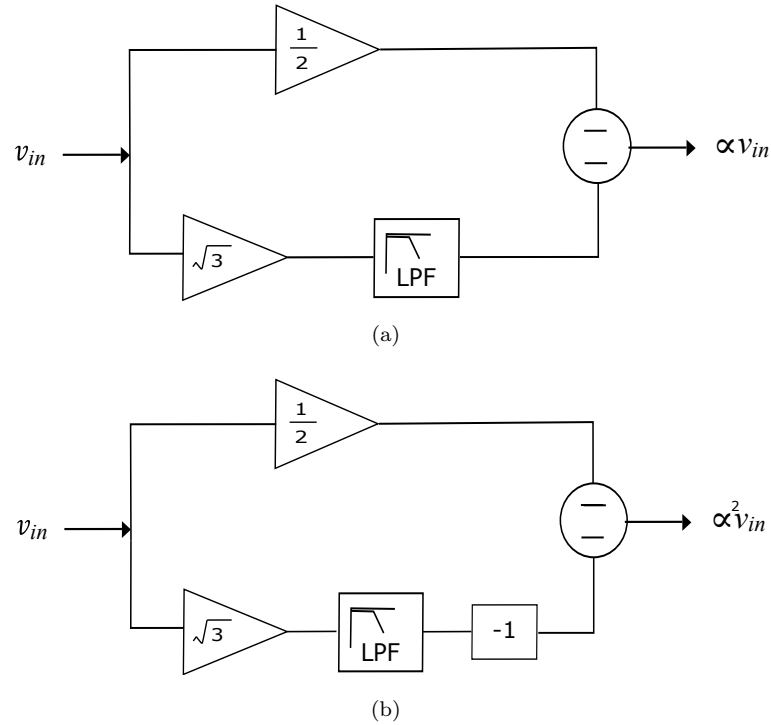 1/2
v_in
∝v_in
√3
LPF
(a)
1/2
v_in
∝²v_in
√3
LPF
-1
(b)